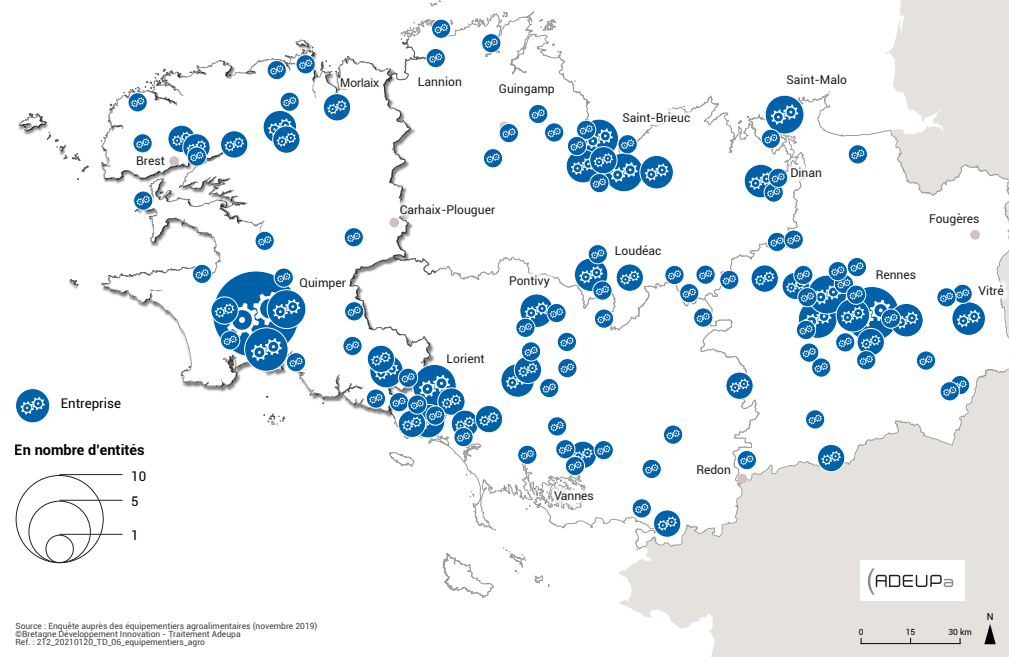 Saint-Malo
Morlaix
Lannion
Guingamp
Saint-Brieuc
Brest
Dinan
Carhaix-Plouguer
Fougères
Loudéac
Pontivy
Quimper
Rennes
Vitré
Lorient
Entreprise
En nombre d'entités
10
5
1
Redon
Vannes
(ADEUPa
Source : Enquête auprès des équipementiers agroalimentaires (novembre 2019)
©Bretagne Développement Innovation - Traitement Adeupa
Ref. : 212_20210120_TD_06_equipementiers_agro
N
0 15 30 km